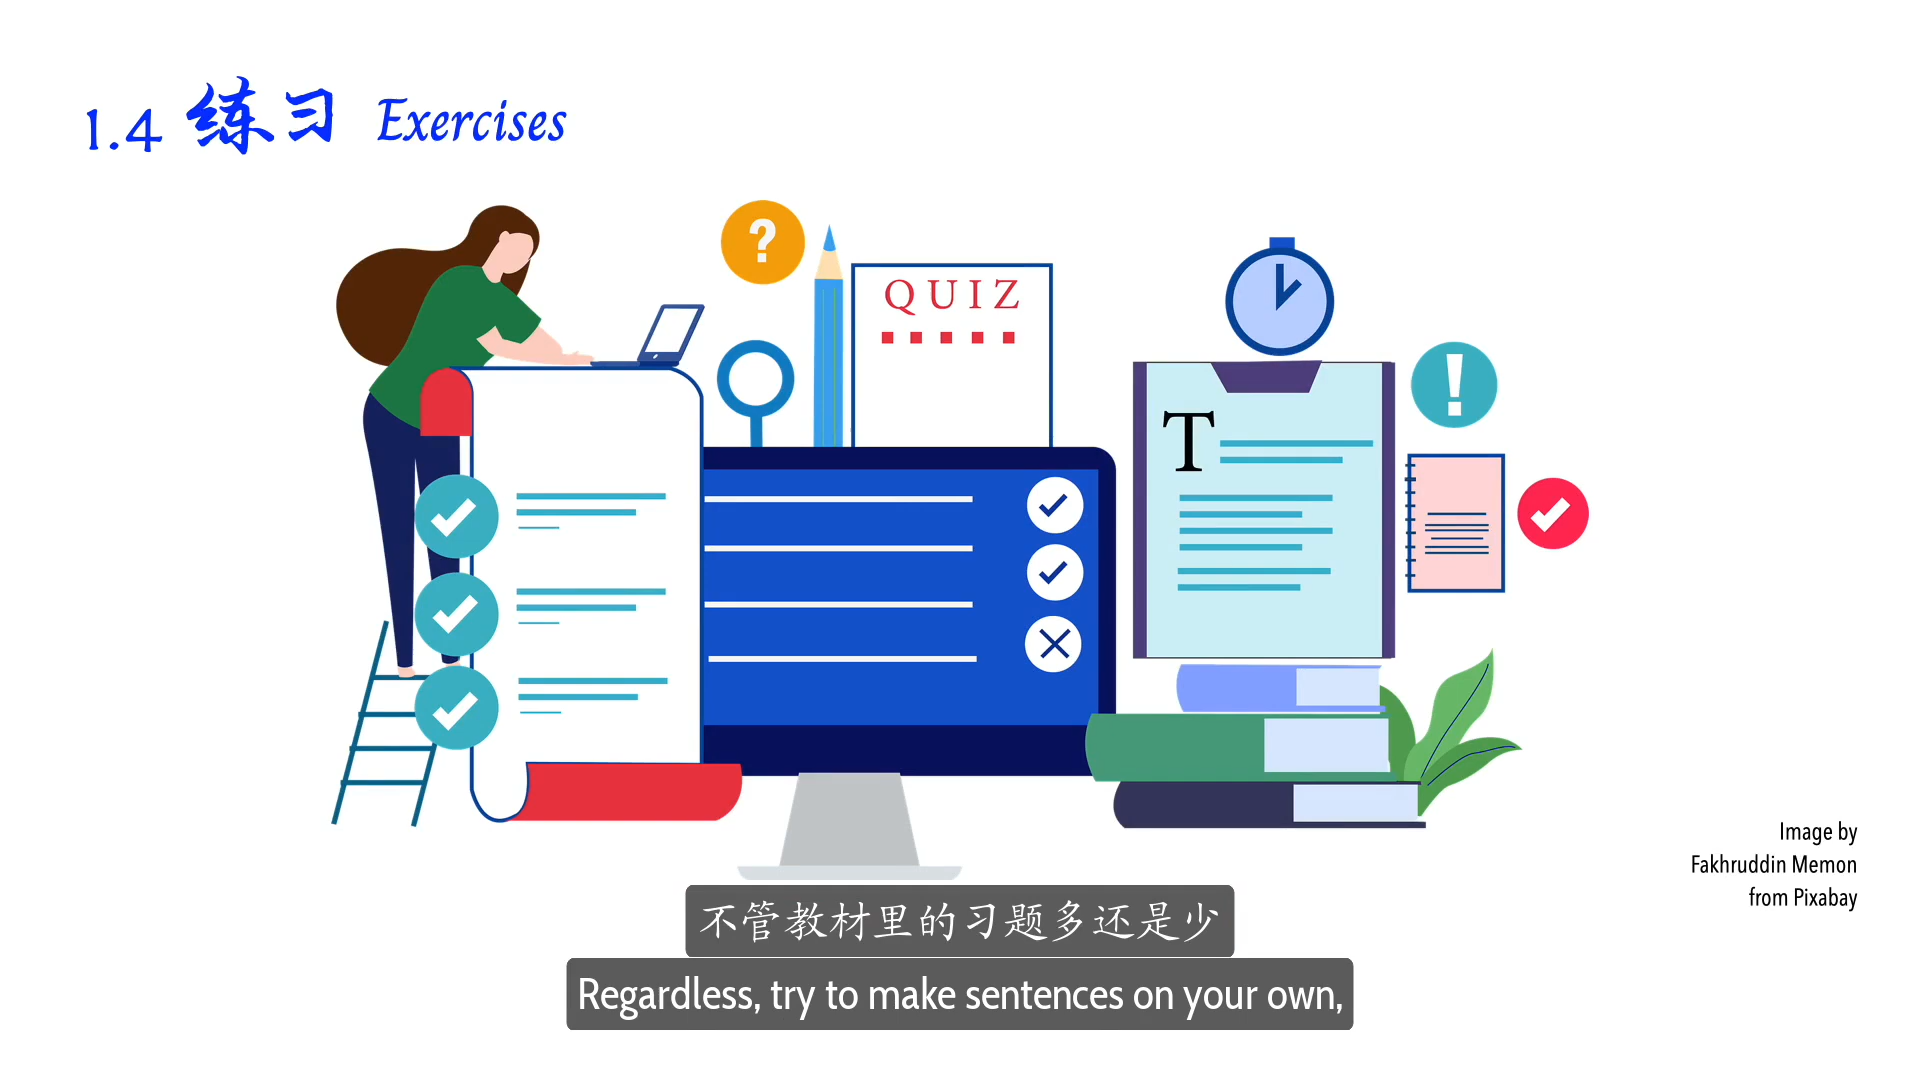 1.4 练习 Exercises
?
QUIZ
!
T
Image by
Fakhruddin Memon
from Pixabay
不管教材里的习题多还是少
Regardless, try to make sentences on your own,